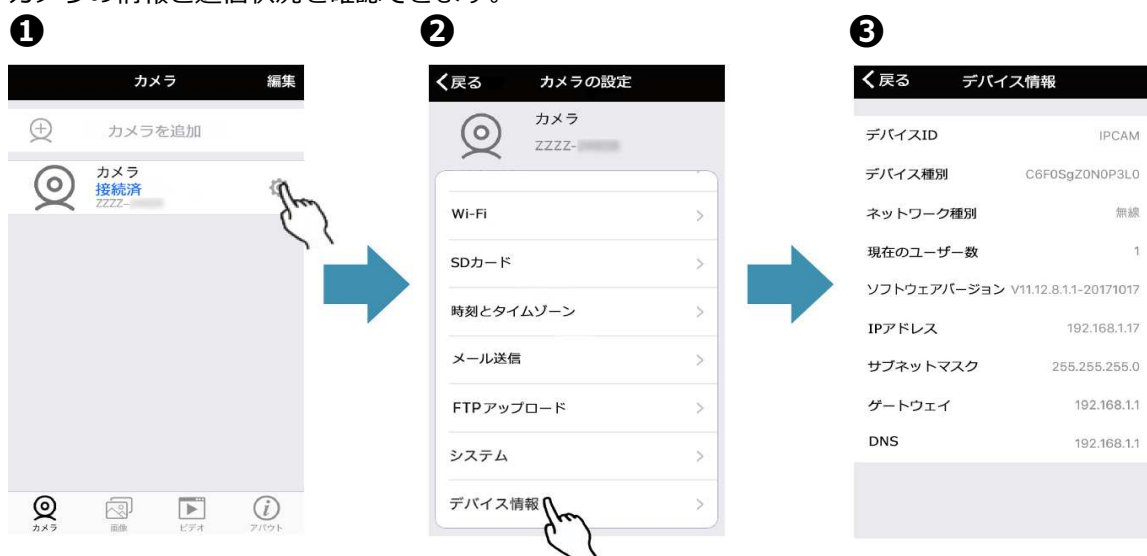 カメラの情報と通信状況を確認できます。
❶
カメラ 編集
カメラを追加
カメラ
接続済
ZZZZ-
カメラ
画像
ビデオ
アバウト
❷
戻る カメラの設定
カメラ
ZZZZ-
Wi-Fi
SDカード
時刻とタイムゾーン
メール送信
FTPアップロード
システム
デバイス情報
❸
戻る デバイス情報
デバイスID IPCAM
デバイス種別 C6F0SgZ0N0P3L0
ネットワーク種別 無線
現在のユーザー数 1
ソフトウェアバージョン V11.12.8.1.1-20171017
IPアドレス 192.168.1.17
サブネットマスク 255.255.255.0
ゲートウェイ 192.168.1.1
DNS 192.168.1.1